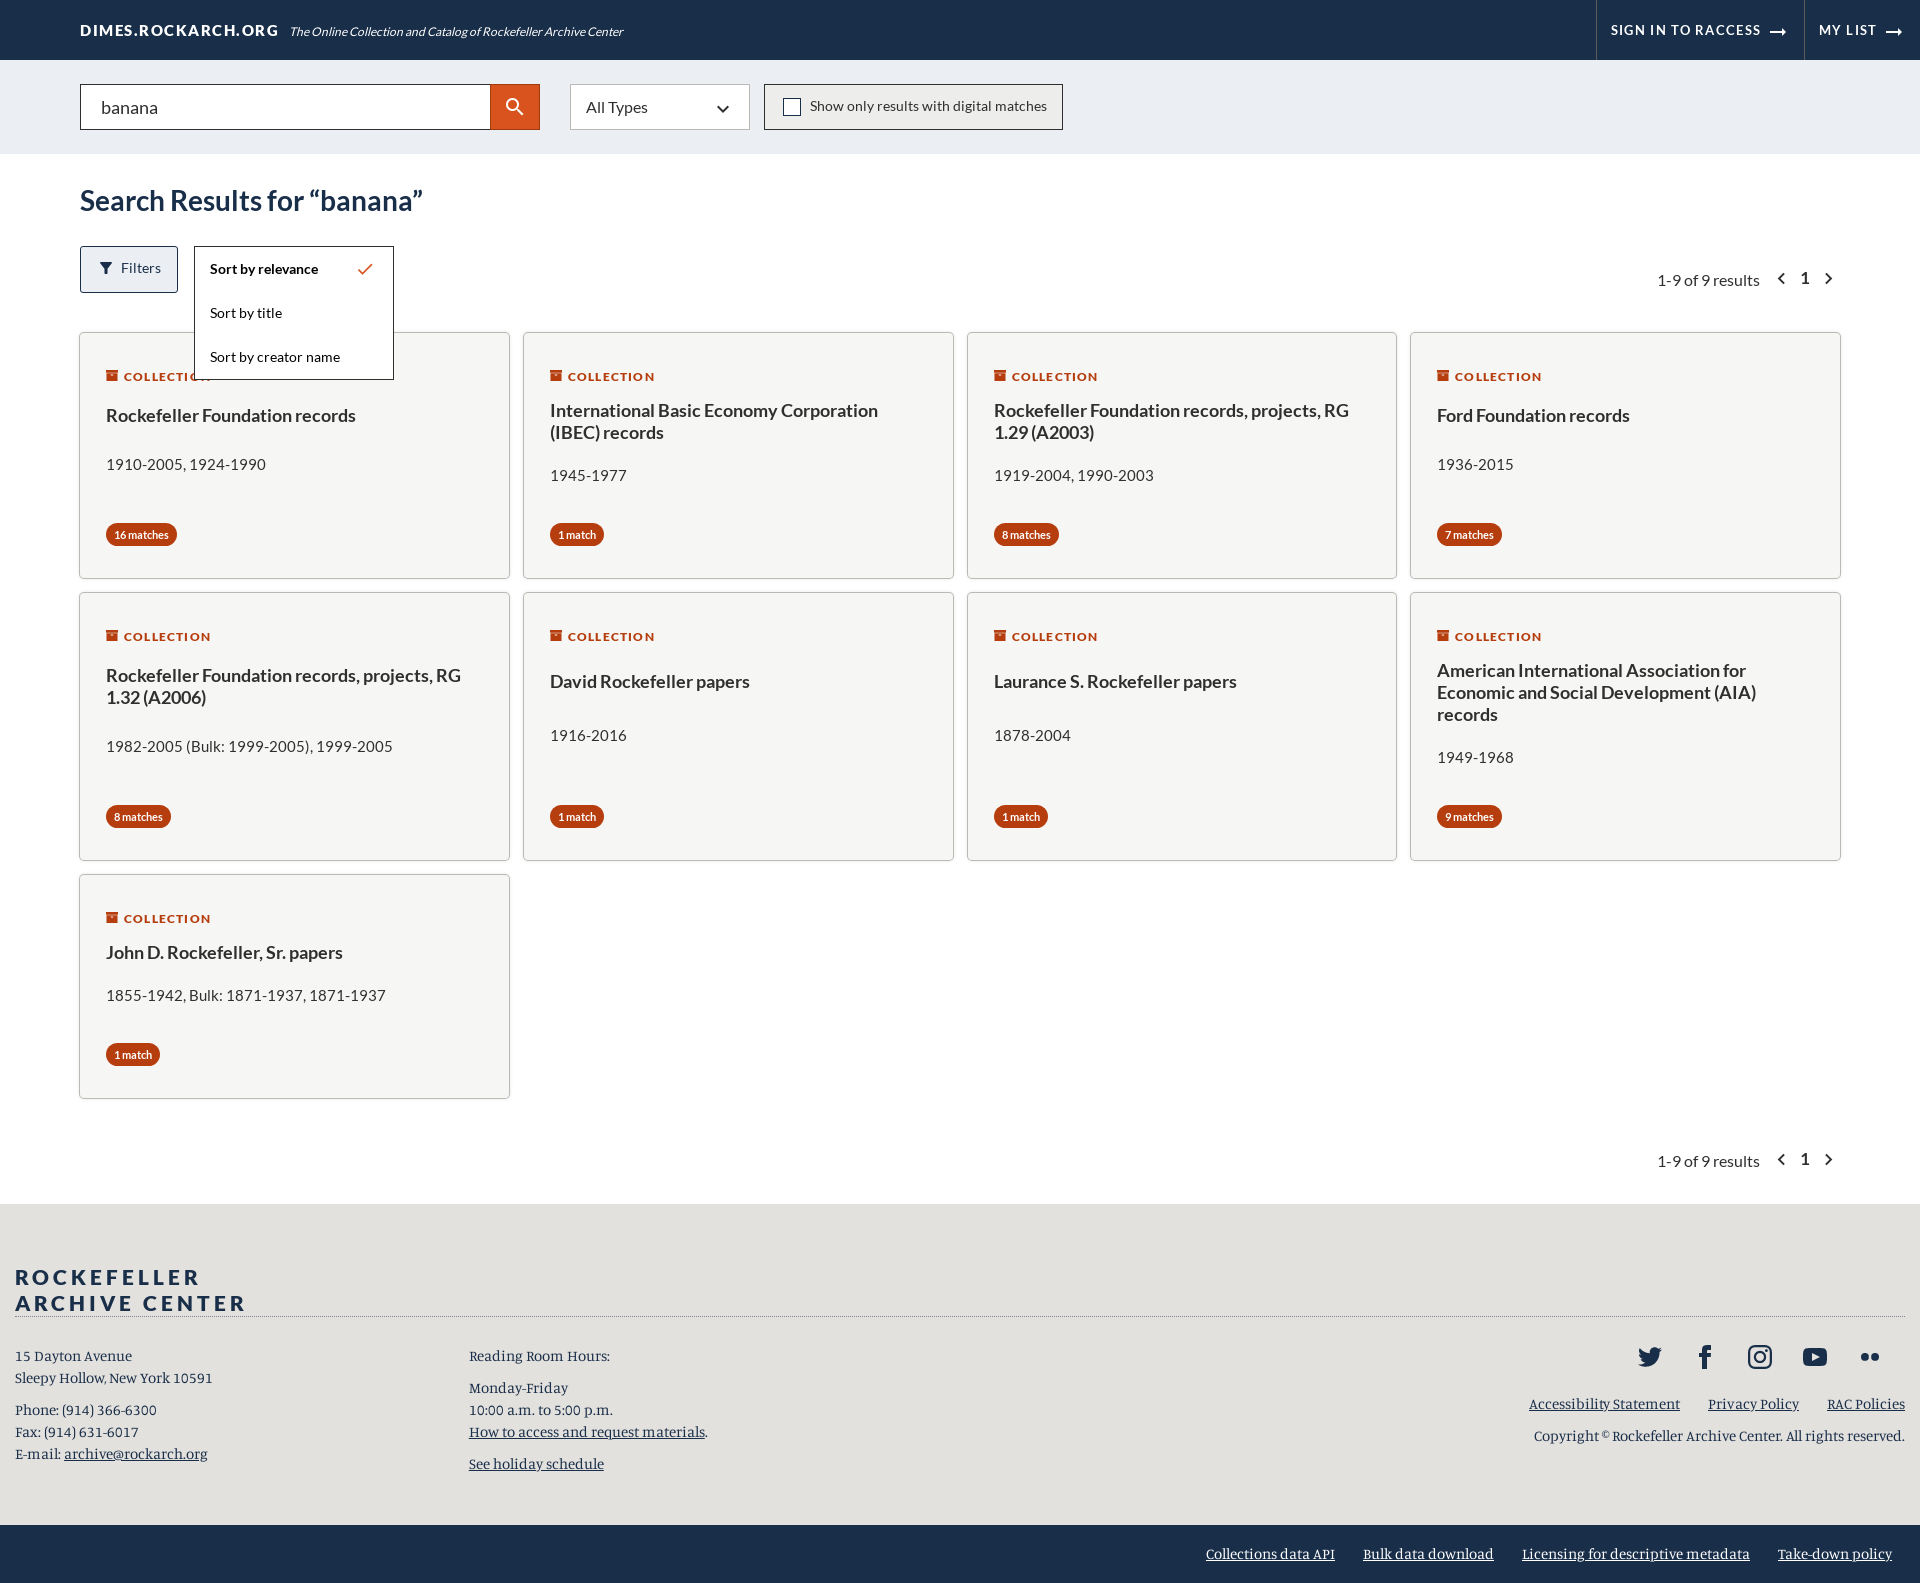 DIMES.ROCKARCH.ORG The Online Collection and Catalog of Rockefeller Archive Center
SIGN IN TO RACCESS
MY LIST
banana
All Types
Show only results with digital matches
Search Results for “banana”
Filters
Sort by relevance
Sort by title
Sort by creator name
1-9 of 9 results
1
COLLECTION
Rockefeller Foundation records
1910-2005, 1924-1990
16 matches
COLLECTION
International Basic Economy Corporation
(IBEC) records
1945-1977
1 match
COLLECTION
Rockefeller Foundation records, projects, RG
1.29 (A2003)
1919-2004, 1990-2003
8 matches
COLLECTION
Ford Foundation records
1936-2015
7 matches
COLLECTION
Rockefeller Foundation records, projects, RG
1.32 (A2006)
1982-2005 (Bulk: 1999-2005), 1999-2005
8 matches
COLLECTION
David Rockefeller papers
1916-2016
1 match
COLLECTION
Laurance S. Rockefeller papers
1878-2004
1 match
COLLECTION
American International Association for
Economic and Social Development (AIA)
records
1949-1968
9 matches
COLLECTION
John D. Rockefeller, Sr. papers
1855-1942, Bulk: 1871-1937, 1871-1937
1 match
1-9 of 9 results
1
ROCKEFELLER
ARCHIVE CENTER
15 Dayton Avenue
Sleepy Hollow, New York 10591
Phone: (914) 366-6300
Fax: (914) 631-6017
E-mail: archive@rockarch.org
Reading Room Hours:
Monday-Friday
10:00 a.m. to 5:00 p.m.
How to access and request materials.
See holiday schedule
Accessibility Statement
Privacy Policy
RAC Policies
Copyright © Rockefeller Archive Center. All rights reserved.
Collections data API
Bulk data download
Licensing for descriptive metadata
Take-down policy